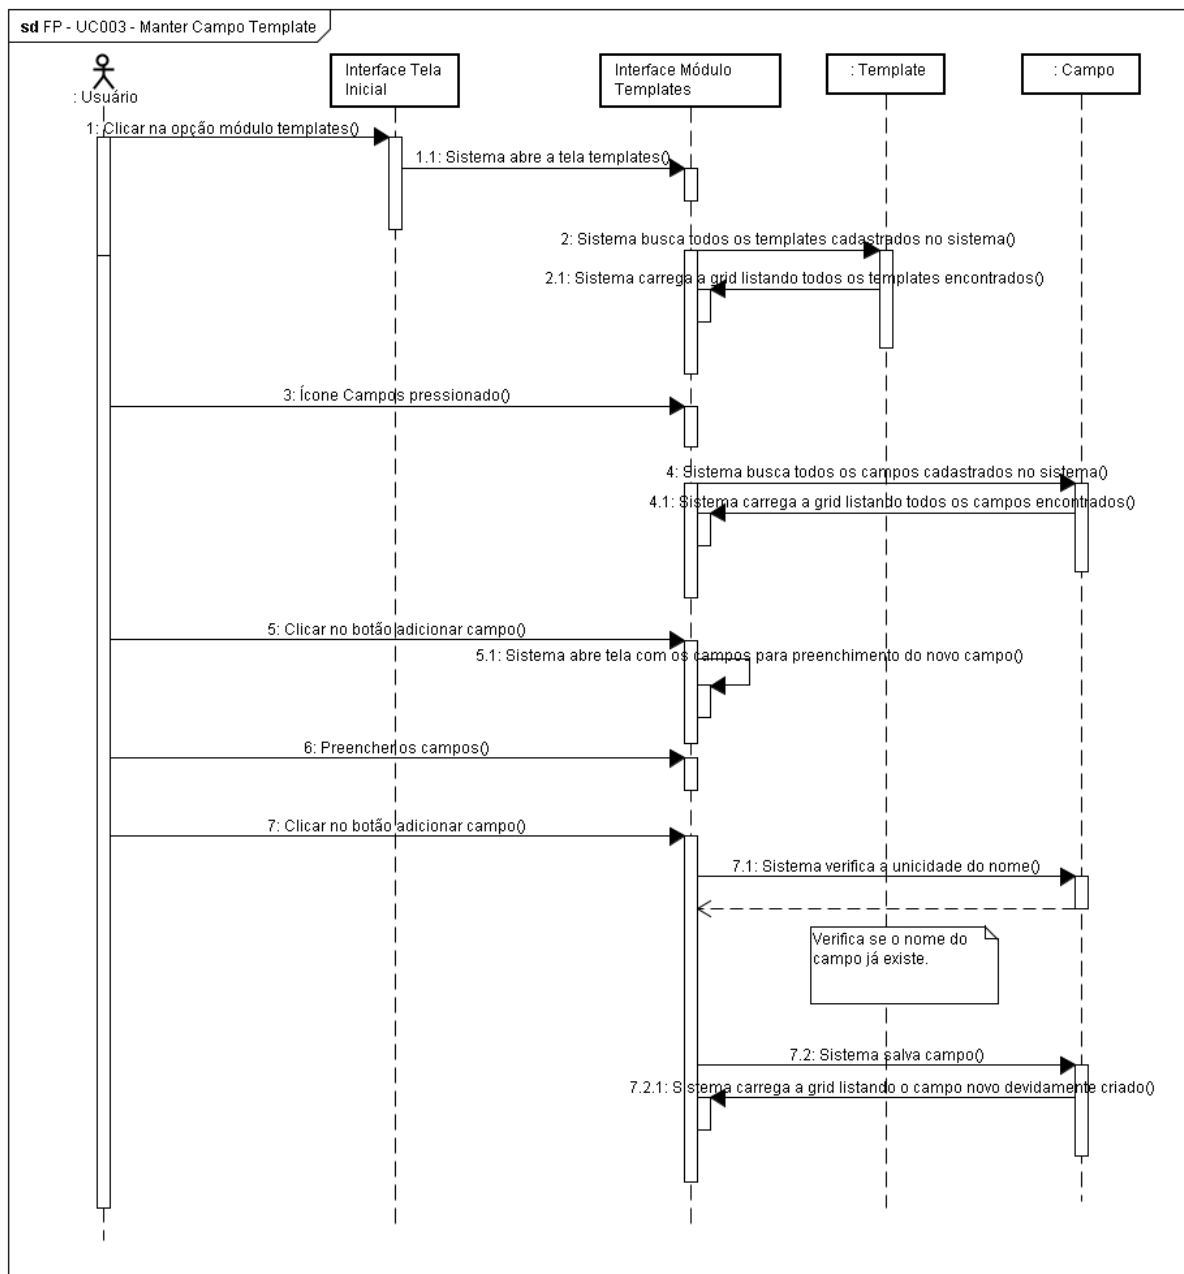 sd FP - UC003 - Manter Campo Template
: Usuário
Interface Tela
Inicial
Interface Módulo
Templates
: Template
: Campo
1: Clicar na opção módulo templates()
1.1: Sistema abre a tela templates()
2: Sistema busca todos os templates cadastrados no sistema()
2.1: Sistema carrega a grid listando todos os templates encontrados()
3: Ícone Campos pressionado()
4: Sistema busca todos os campos cadastrados no sistema()
4.1: Sistema carrega a grid listando todos os campos encontrados()
5: Clicar no botão adicionar campo()
5.1: Sistema abre tela com os campos para preenchimento do novo campo()
6: Preencher os campos()
7: Clicar no botão adicionar campo()
7.1: Sistema verifica a unicidade do nome()
Verifica se o nome do
campo já existe.
7.2: Sistema salva campo()
7.2.1: Sistema carrega a grid listando o campo novo devidamente criado()